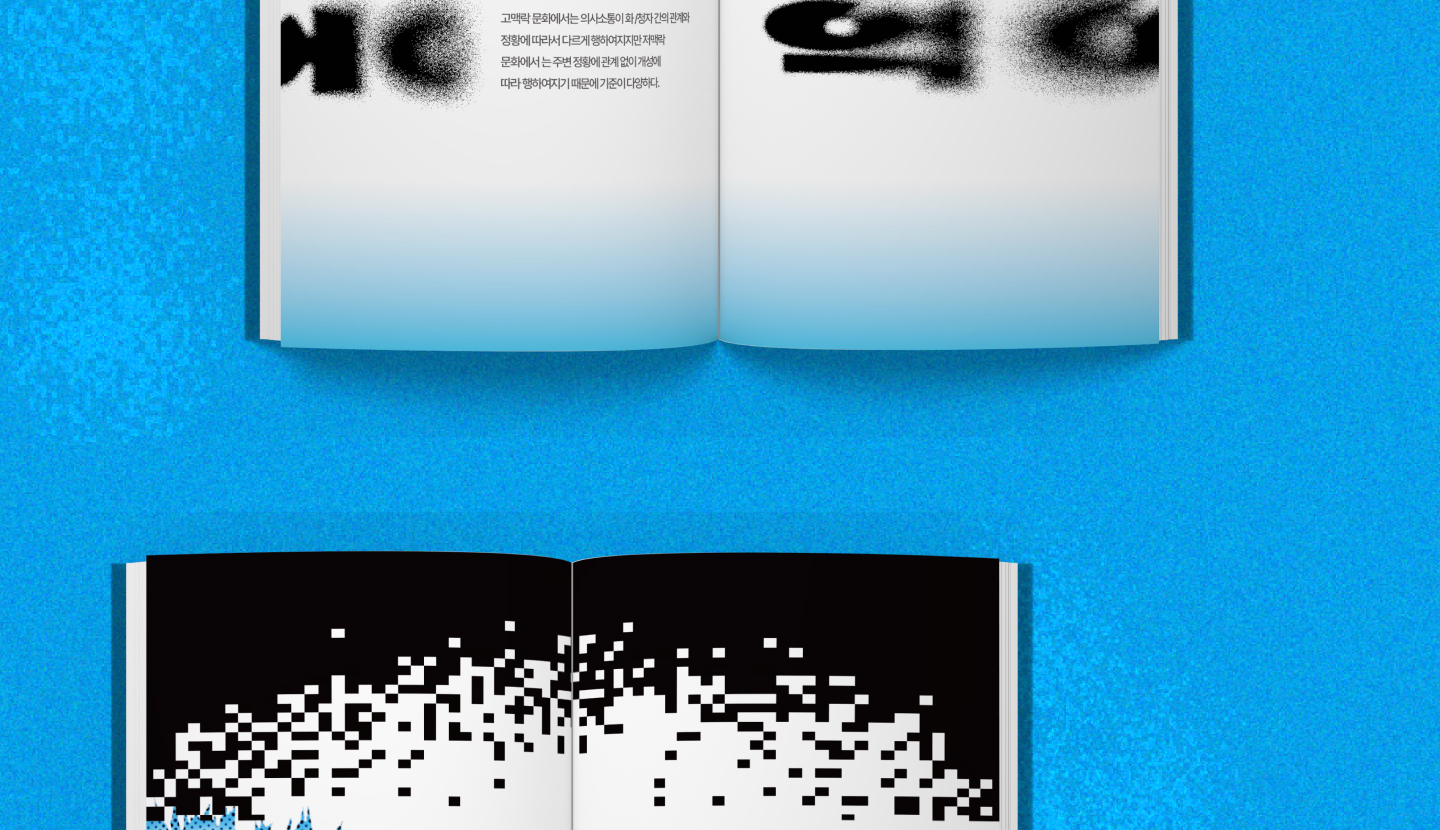 고맥락 문화에서는 의사소통이 화/청자 간의 관계와
정황에 따라서 다르게 행하여지지만 저맥락
문화에서 는 주변 정황에 관계 없이 개성에
따라 행하여지기 때문에 기준이 다양하다.